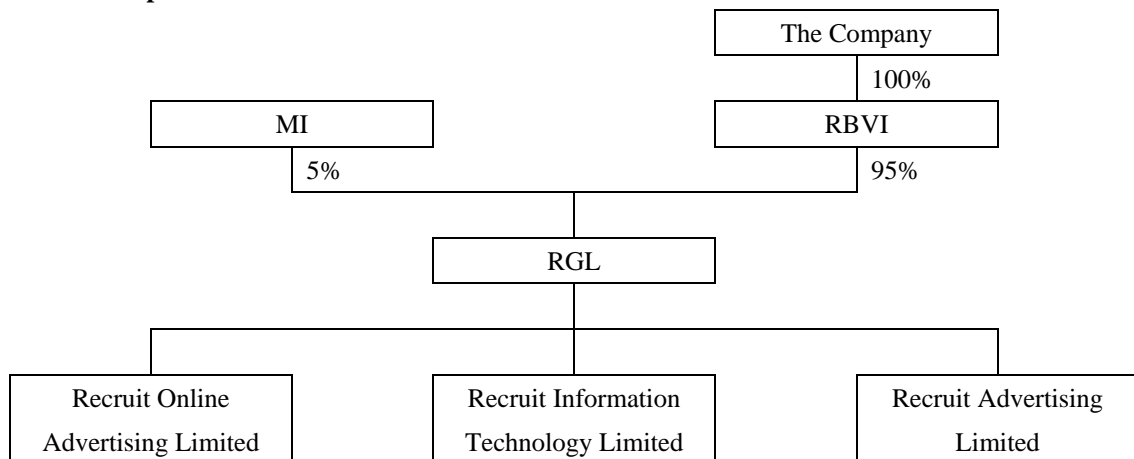 The Company
100%
MI
RBVI
5%
95%
RGL
Recruit Online
Advertising Limited
Recruit Information
Technology Limited
Recruit Advertising
Limited